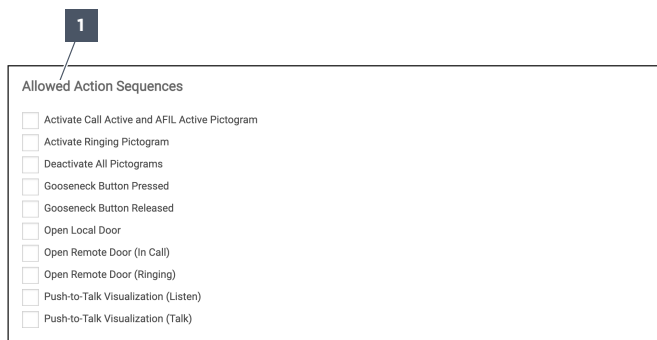 1
Allowed Action Sequences
Activate Call Active and AFIL Active Pictogram
Activate Ringing Pictogram
Deactivate All Pictograms
Gooseneck Button Pressed
Gooseneck Button Released
Open Local Door
Open Remote Door (In Call)
Open Remote Door (Ringing)
Push-to-Talk Visualization (Listen)
Push-to-Talk Visualization (Talk)